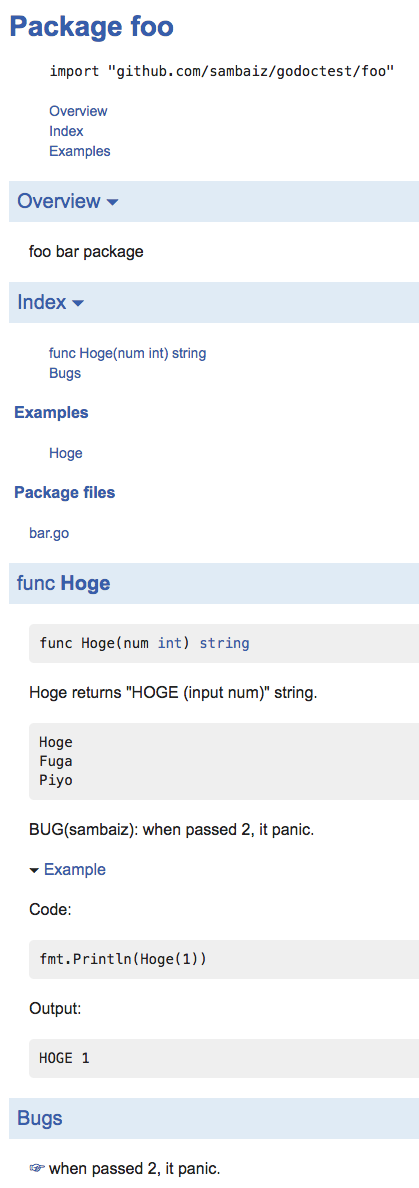 Package foo
import "github.com/sambaiz/godoctest/foo"
Overview
Index
Examples
Overview
foo bar package
Index
func Hoge(num int) string
Bugs
Examples
Hoge
Package files
bar.go
func Hoge
func Hoge(num int) string
Hoge returns "HOGE (input num)" string.
Hoge
Fuga
Piyo
BUG(sambaiz): when passed 2, it panic.
Example
Code:
fmt.Println(Hoge(1))
Output:
HOGE 1
Bugs
☞ when passed 2, it panic.